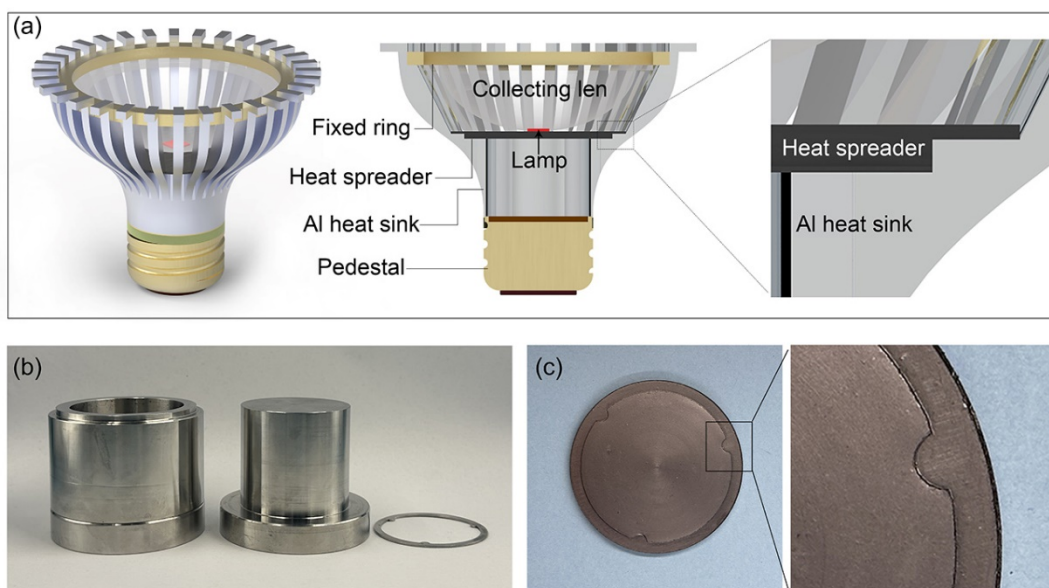 (a)
Collecting len
Fixed ring
Lamp
Heat spreader
Al heat sink
Pedestal
Heat spreader
Al heat sink
(b)
(c)